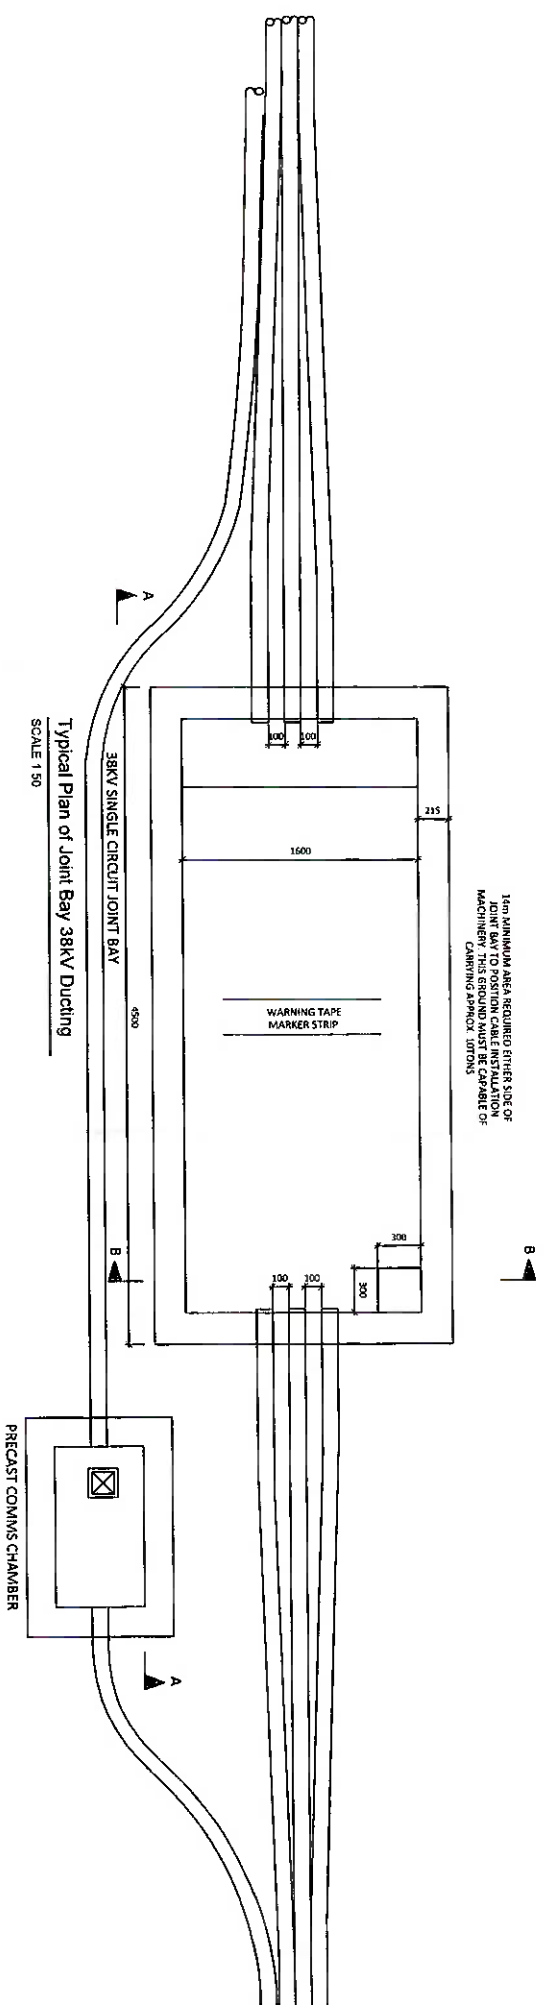 14m MINIMUM AREA REQUIRED EITHER SIDE OF
JOINT BAY TO POSITION CABLE INSTALLATION
MACHINERY. THIS GROUND MUST BE CAPABLE OF
CARRYING APPROX. 10TONS
B
215
1600
100
100
WARNING TAPE
MARKER STRIP
300
300
100
100
4500
38KV SINGLE CIRCUIT JOINT BAY
A
B
A
Typical Plan of Joint Bay 38kV Ducting
SCALE 1 50
PRECAST COMMS CHAMBER